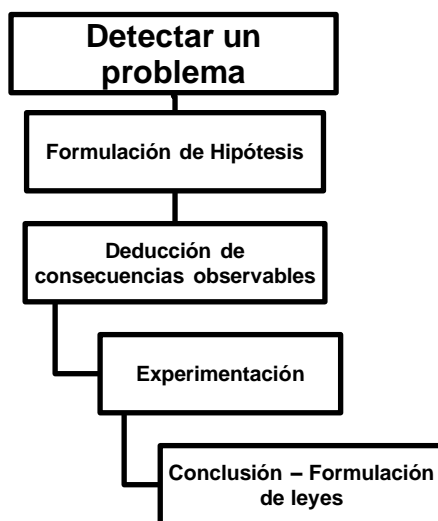 Detectar un
problema
Formulación de Hipótesis
Deducción de
consecuencias observables
Experimentación
Conclusión – Formulación
de leyes